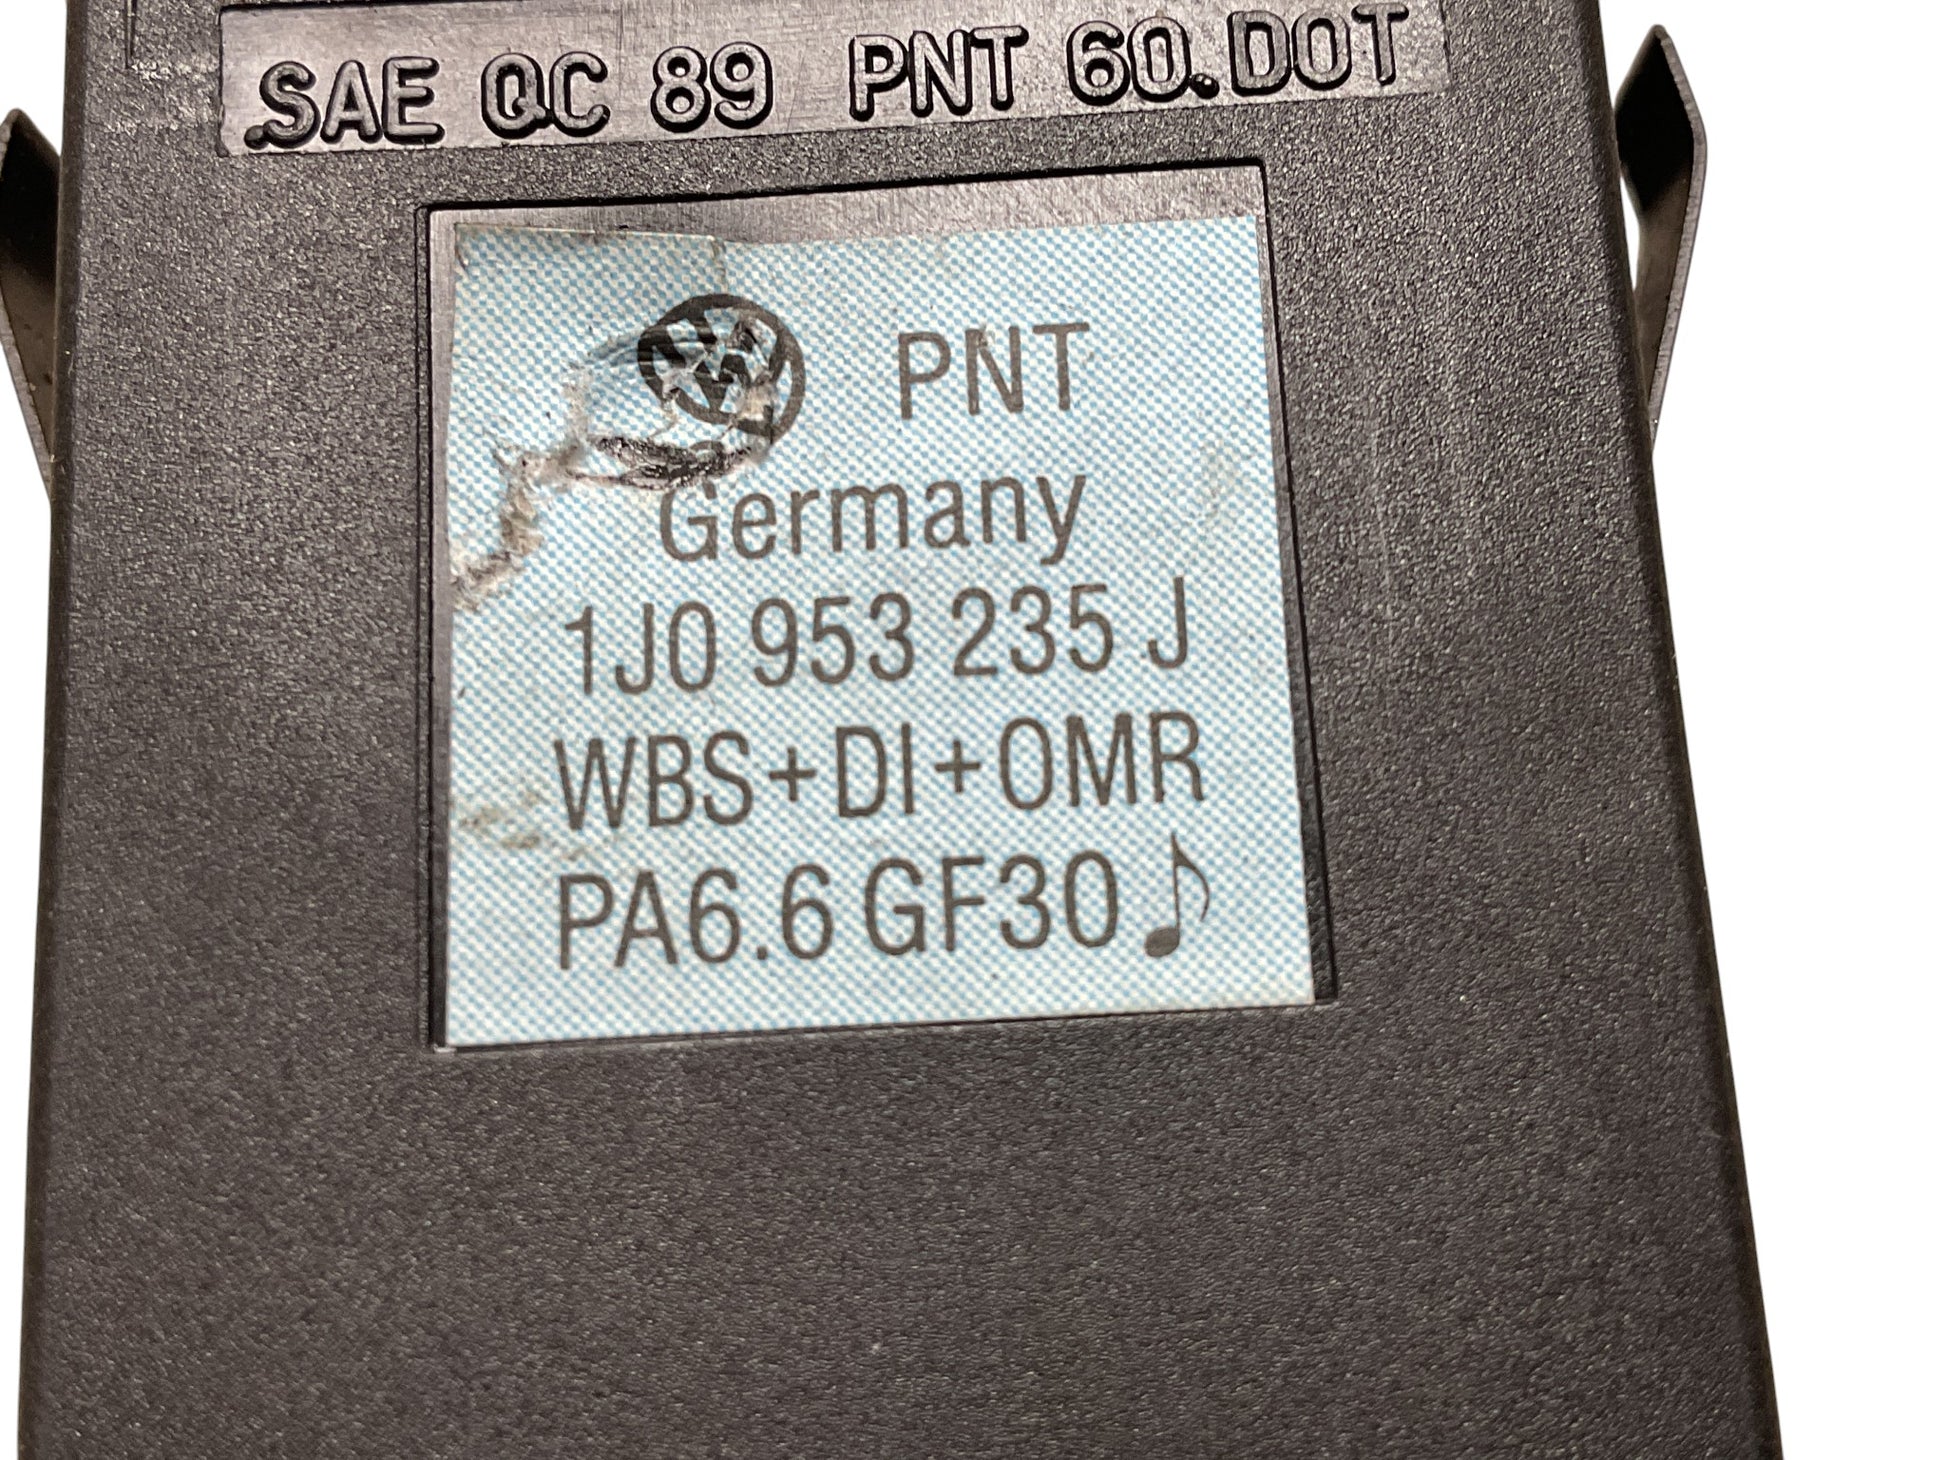 .SAE QC 89 PNT 60.DOT
PNT
Germany
1J0 953 235 J
WBS+DI+OMR
PA6.6 GF30